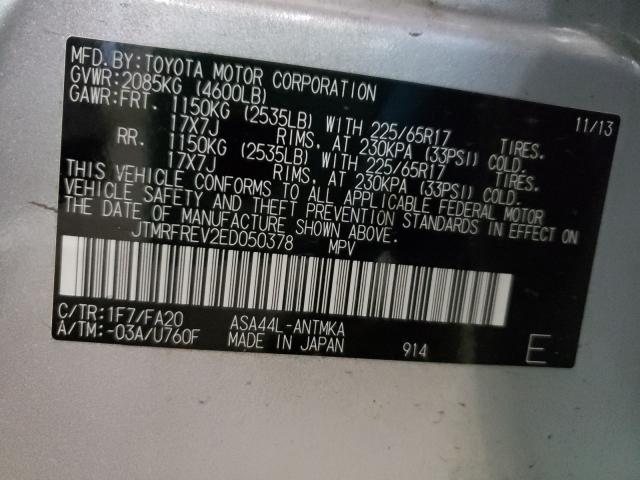 MFD.BY:TOYOTA MOTOR CORPORATION 11/13
GVWR:2085KG (4600LB)
GAWR:FRT. 1150KG (2535LB) WITH 225/65R17 TIRES.
17X7J RIMS, AT 230KPA (33PSI) COLD.
RR. 1150KG (2535LB) WITH 225/65R17 TIRES.
17X7J RIMS, AT 230KPA (33PSI) COLD.
THIS VEHICLE CONFORMS TO ALL APPLICABLE FEDERAL MOTOR
VEHICLE SAFETY AND THEFT PREVENTION STANDARDS IN EFFECT ON
THE DATE OF MANUFACTURE SHOWN ABOVE.
JTMRFREV2ED050378 MPV
C/TR:1F7/FA20 ASA44L-ANTMKA
A/TM:-03A/U760F MADE IN JAPAN 914 E